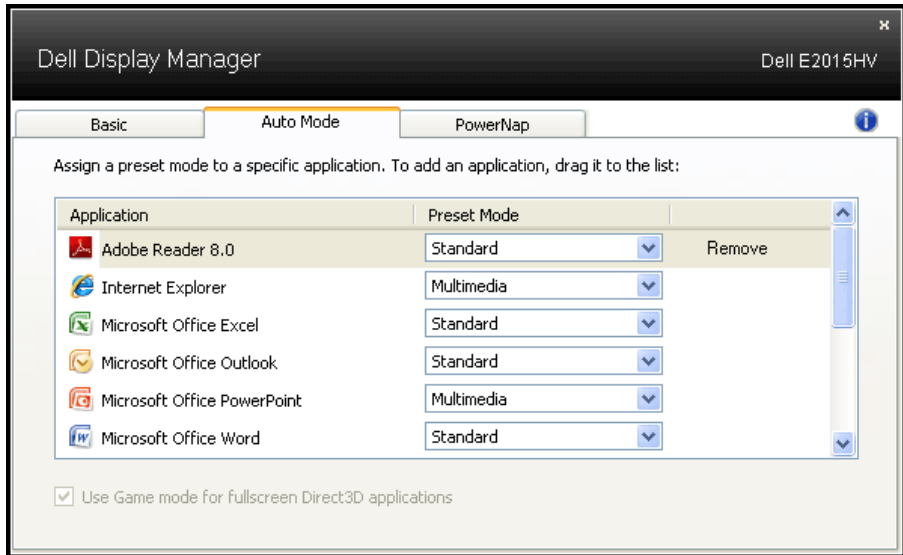 x
Dell Display Manager
Dell E2015HV
Basic
Auto Mode
PowerNap
i
Assign a preset mode to a specific application. To add an application, drag it to the list:
Application Preset Mode
Adobe Reader 8.0 Standard Remove
Internet Explorer Multimedia
Microsoft Office Excel Standard
Microsoft Office Outlook Standard
Microsoft Office PowerPoint Multimedia
Microsoft Office Word Standard
Use Game mode for fullscreen Direct3D applications